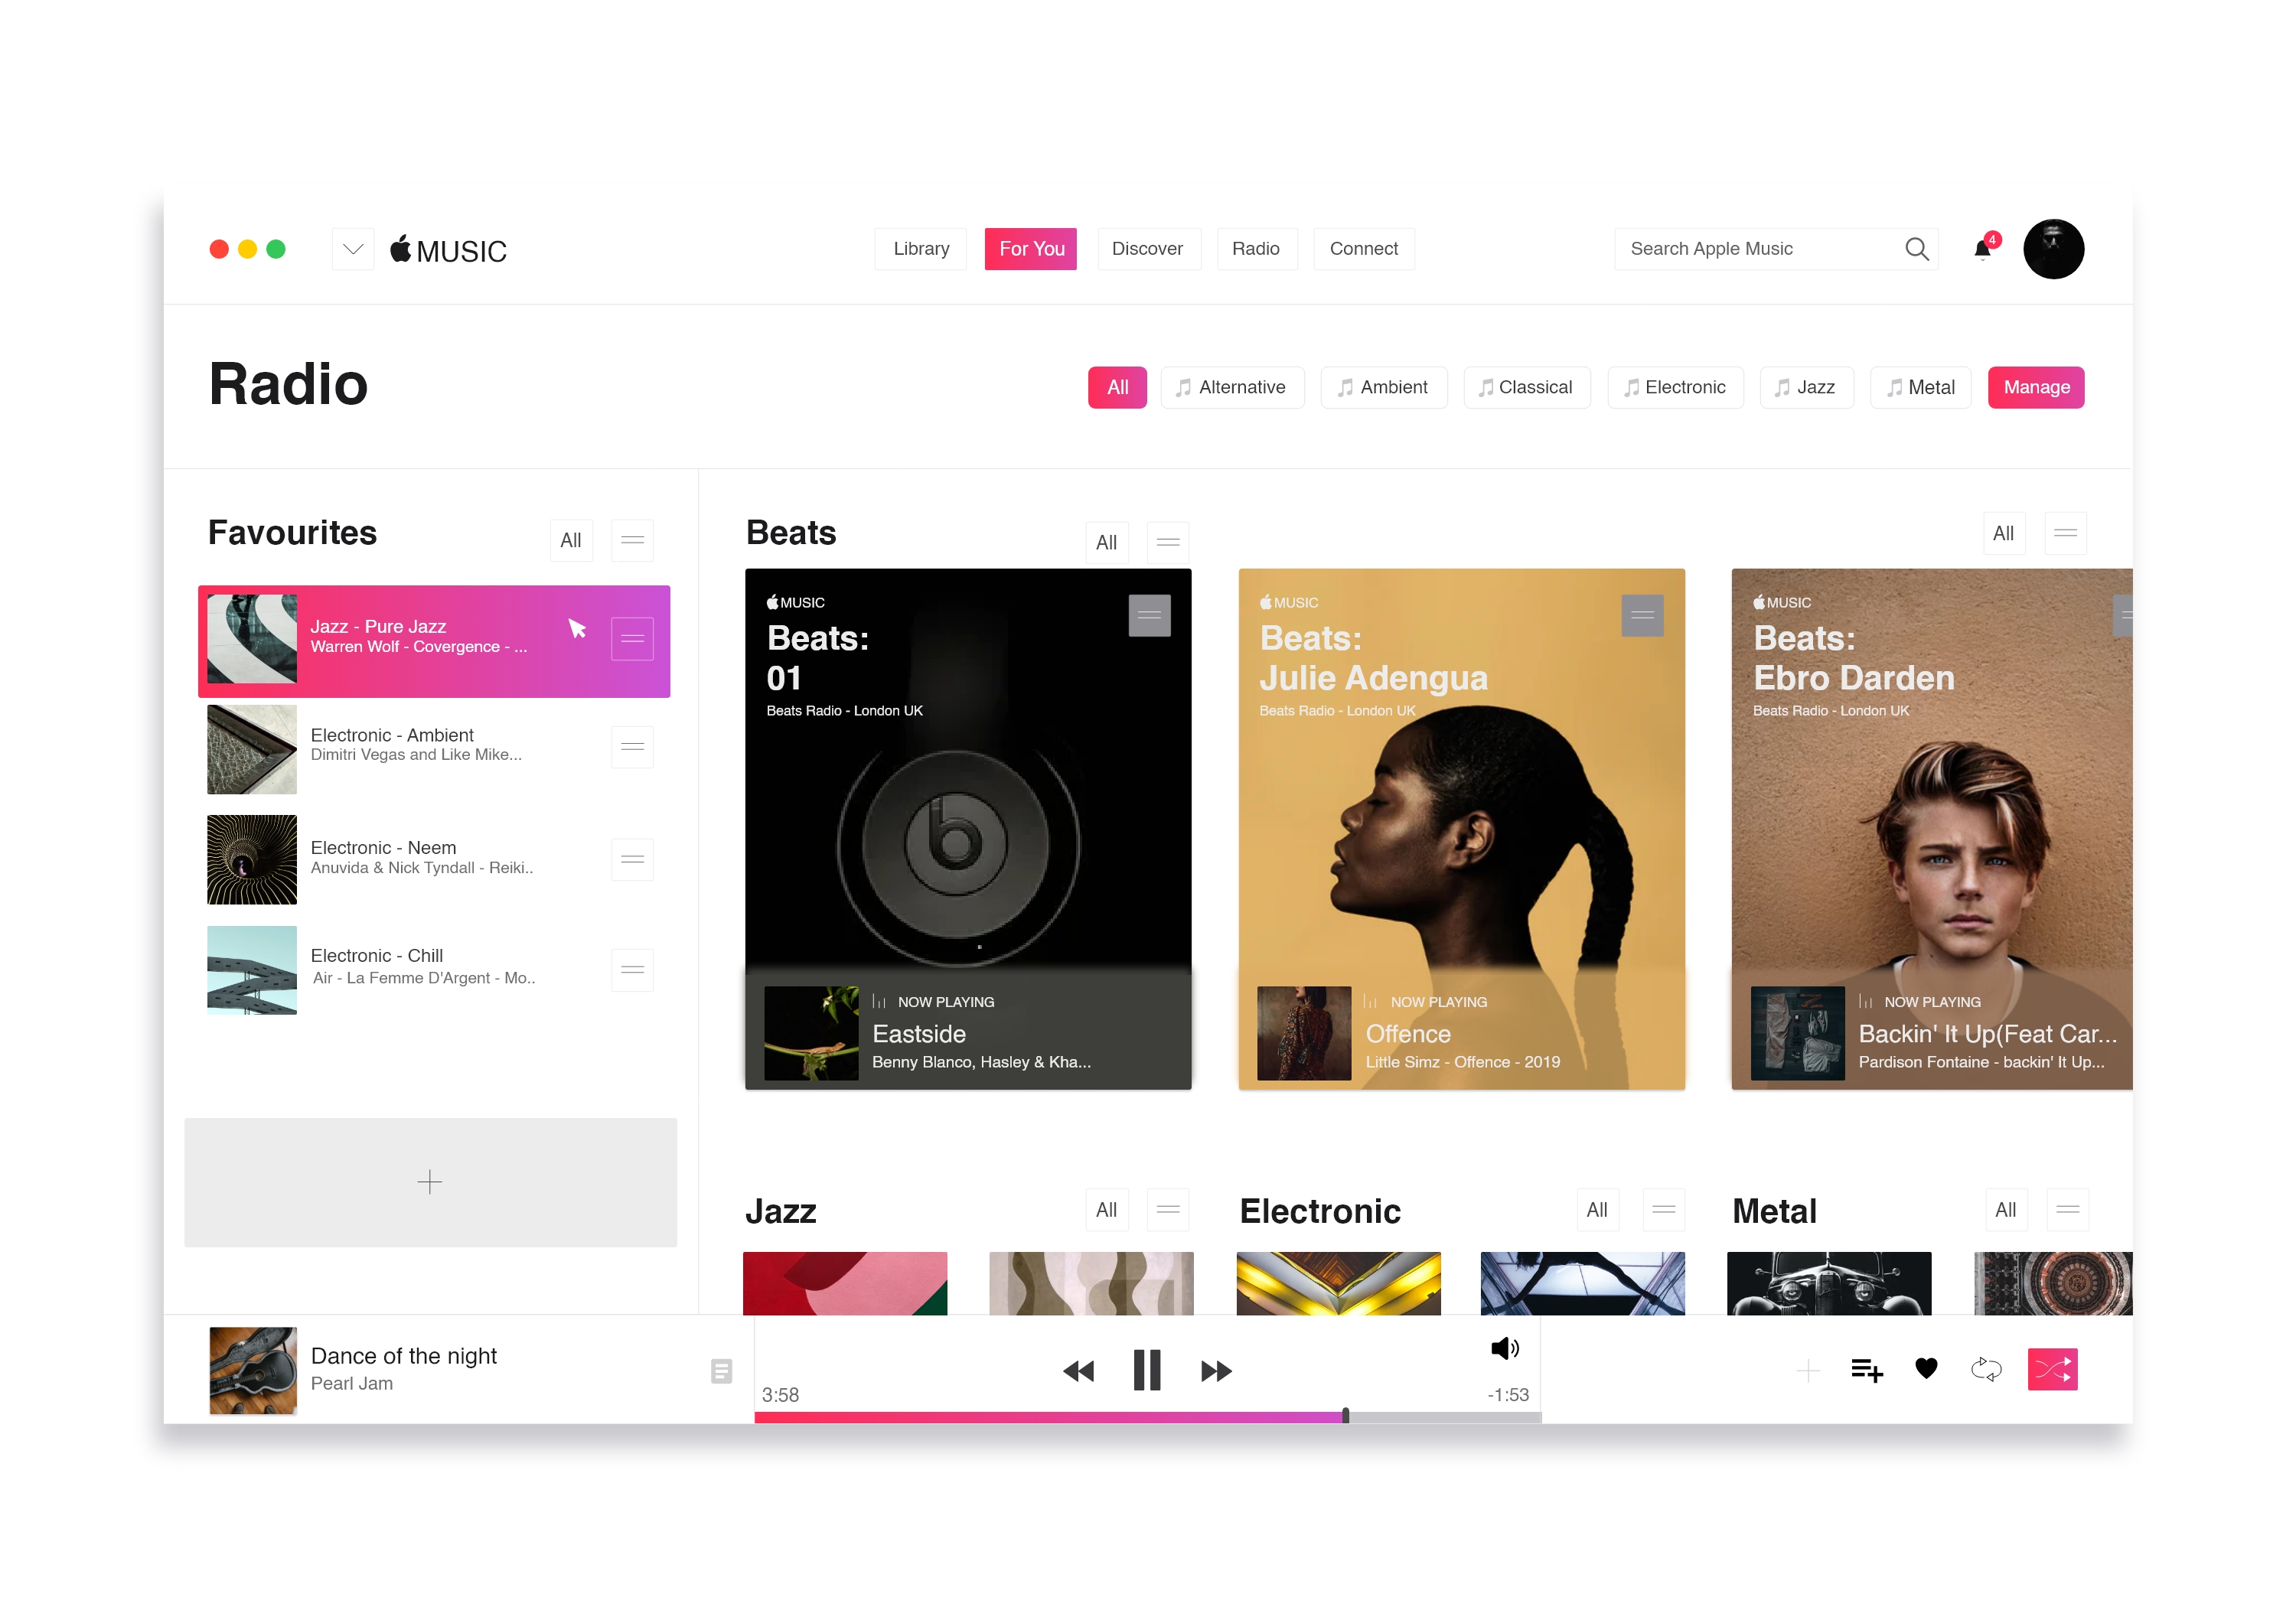 MUSIC
Library
For You
Discover
Radio
Connect
Search Apple Music
4
Radio
All
Alternative
Ambient
Classical
Electronic
Jazz
Metal
Manage
Favourites
All
Jazz - Pure Jazz
Warren Wolf - Covergence - ...
Electronic - Ambient
Dimitri Vegas and Like Mike...
Electronic - Neem
Anuvida & Nick Tyndall - Reiki..
Electronic - Chill
Air - La Femme D'Argent - Mo..
Beats
All
All
MUSIC
Beats:
01
Beats Radio - London UK
NOW PLAYING
Eastside
Benny Blanco, Hasley & Kha...
MUSIC
Beats:
Julie Adengua
Beats Radio - London UK
NOW PLAYING
Offence
Little Simz - Offence - 2019
MUSIC
Beats:
Ebro Darden
Beats Radio - London UK
NOW PLAYING
Backin' It Up(Feat Car...
Pardison Fontaine - backin' It Up...
Jazz
All
Electronic
All
Metal
All
Dance of the night
Pearl Jam
3:58
-1:53